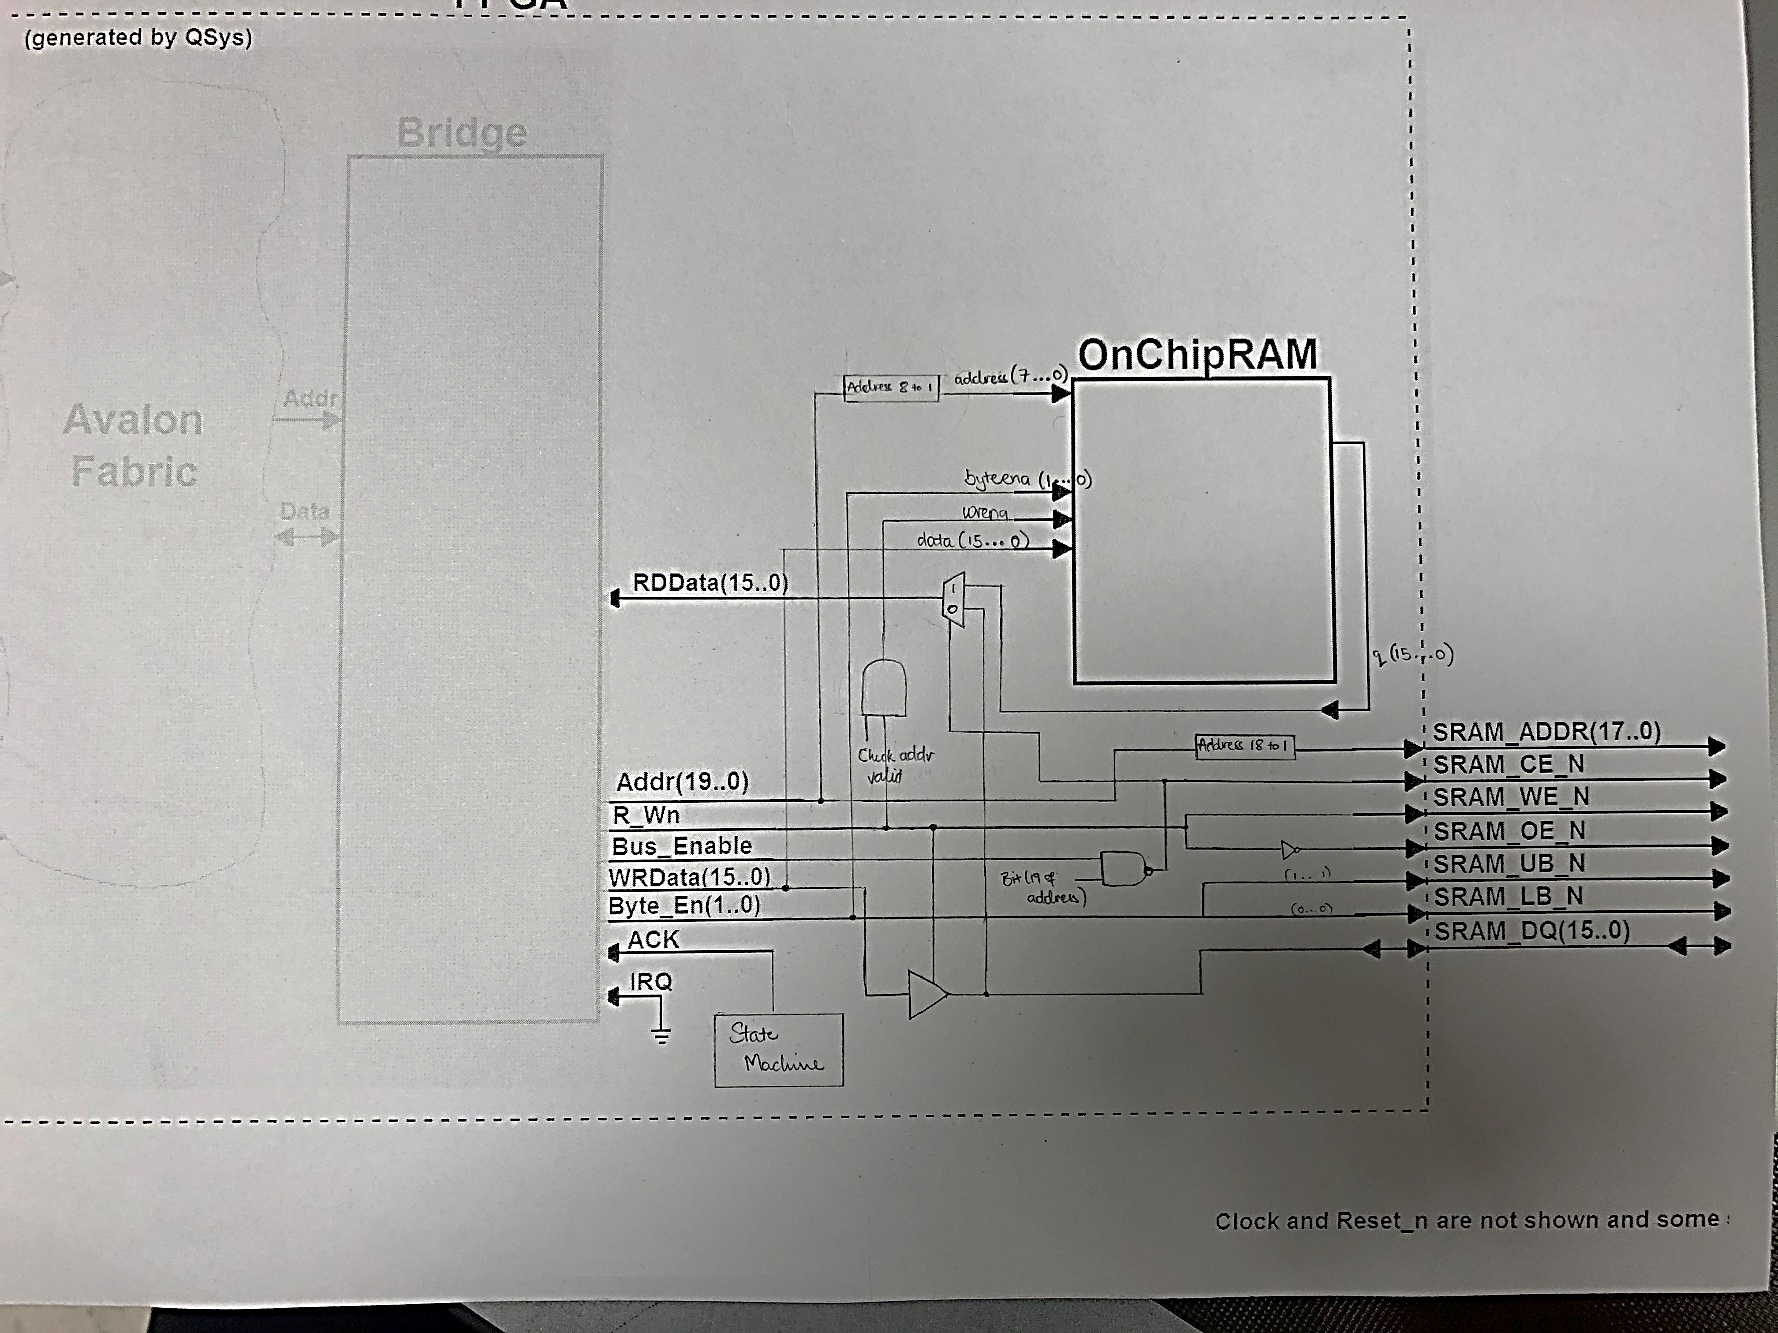 FPGA
(generated by QSys)
Bridge
OnChipRAM
Address 8 to 1
address (7...0)
Addr
Avalon
Fabric
byteena (1...0)
wrena
Data
data (15...0)
RDData(15..0)
1
0
q (15...0)
Check addr
valid
Address 18 to 1
SRAM_ADDR(17..0)
SRAM_CE_N
Addr(19..0)
SRAM_WE_N
R_Wn
SRAM_OE_N
Bus_Enable
SRAM_UB_N
WRData(15..0)
Bit (19 of
address)
(1...1)
SRAM_LB_N
Byte_En(1..0)
(0...0)
SRAM_DQ(15..0)
ACK
IRQ
State
Machine
Clock and Reset_n are not shown and some